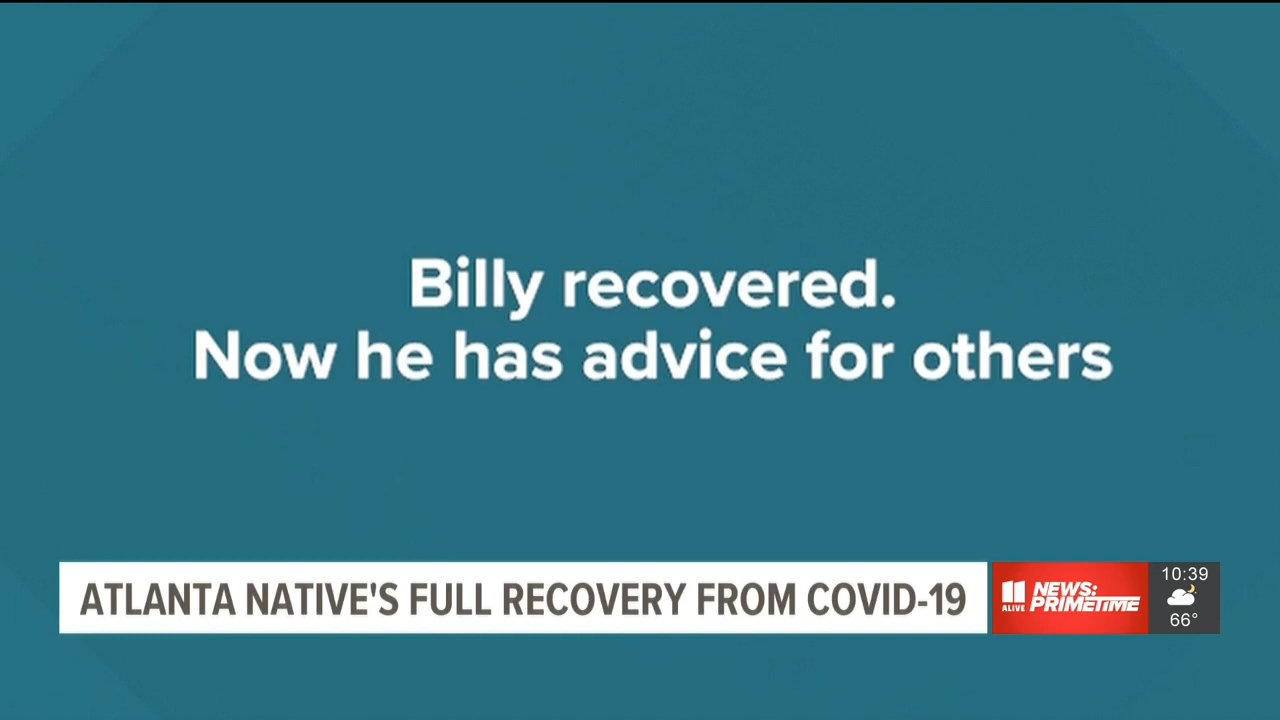 Billy recovered.
Now he has advice for others
ATLANTA NATIVE'S FULL RECOVERY FROM COVID-19
11
ALIVE
NEWS:
PRIMETIME
10:39
66°